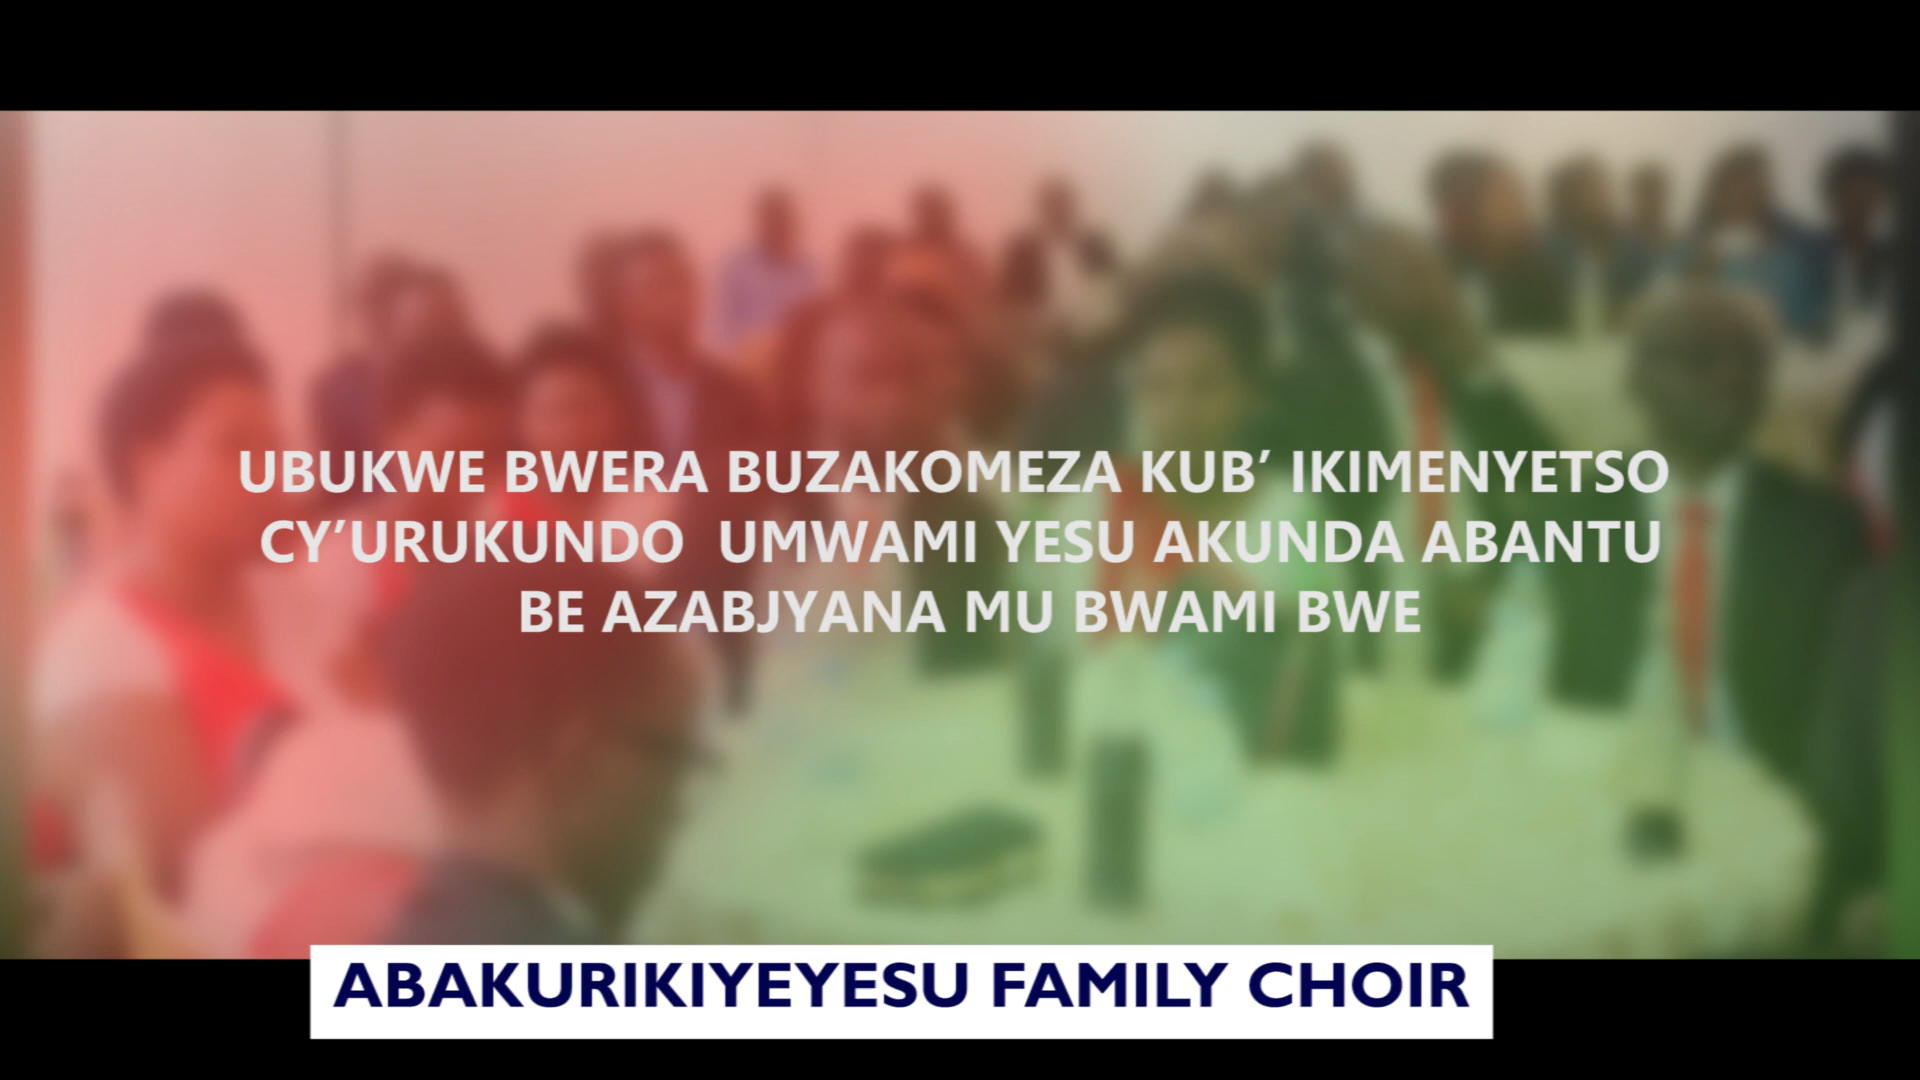 UBUKWE BWERA BUZAKOMEZA KUB’ IKIMENYETSO
CY’URUKUNDO UMWAMI YESU AKUNDA ABANTU
BE AZABJYANA MU BWAMI BWE
ABAKURIKIYEYESU FAMILY CHOIR